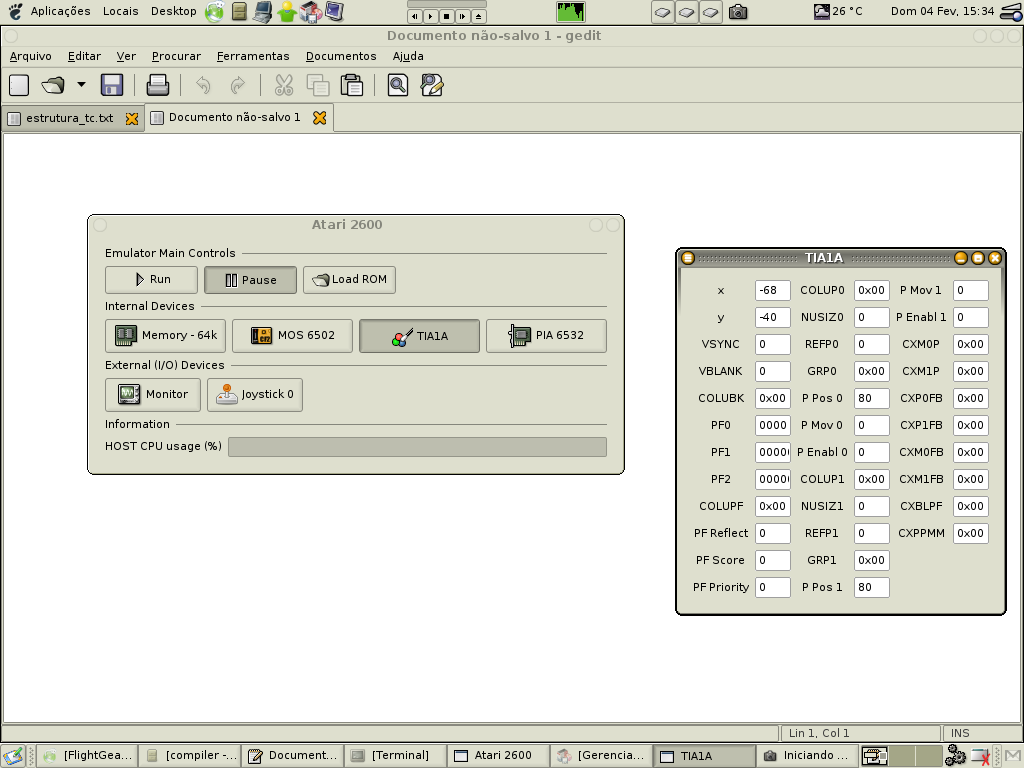 Aplicações Locais Desktop 26 °C Dom 04 Fev, 15:34
Documento não-salvo 1 - gedit
Arquivo Editar Ver Procurar Ferramentas Documentos Ajuda
estrutura_tc.txt Documento não-salvo 1
Atari 2600
Emulator Main Controls
Run Pause Load ROM
Internal Devices
Memory - 64k MOS 6502 TIA1A PIA 6532
External (I/O) Devices
Monitor Joystick 0
Information
HOST CPU usage (%)
TIA1A
x -68 COLUP0 0x00 P Mov 1 0
y -40 NUSIZ0 0 P Enabl 1 0
VSYNC 0 REFP0 0 CXM0P 0x00
VBLANK 0 GRP0 0x00 CXM1P 0x00
COLUBK 0x00 P Pos 0 80 CXP0FB 0x00
PF0 0000 P Mov 0 0 CXP1FB 0x00
PF1 0000 P Enabl 0 0 CXM0FB 0x00
PF2 0000 COLUP1 0x00 CXM1FB 0x00
COLUPF 0x00 NUSIZ1 0 CXBLPF 0x00
PF Reflect 0 REFP1 0 CXPPMM 0x00
PF Score 0 GRP1 0x00
PF Priority 0 P Pos 1 80
Lin 1, Col 1 INS
[FlightGea... [compiler -... Document... [Terminal] Atari 2600 [Gerencia... TIA1A Iniciando ...